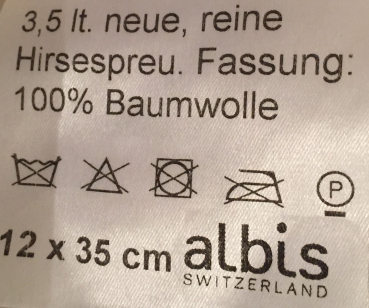 3,5 lt. neue, reine
Hirsespreu. Fassung:
100% Baumwolle
P
12 x 35 cm albis
SWITZERLAND